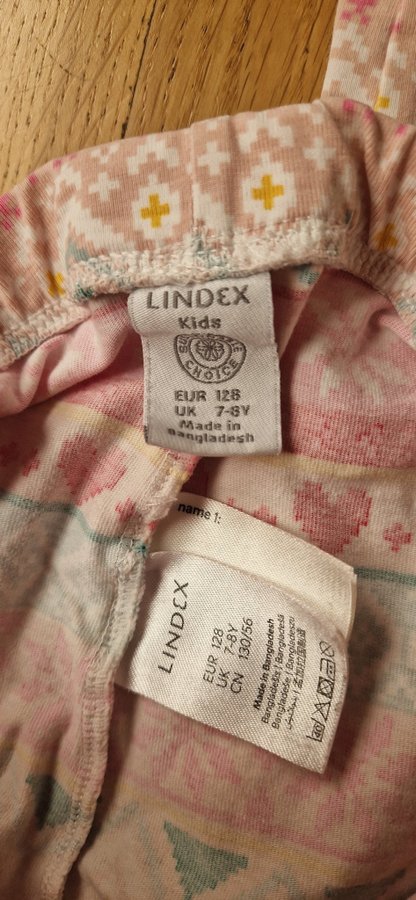 LINDEX
Kids
CHOICE
EUR 128
UK 7-8Y
Made in
Bangladesh
name 1:
LINDEX
EUR 128
UK 7-8Y
CN 130/56
Made in Bangladesh